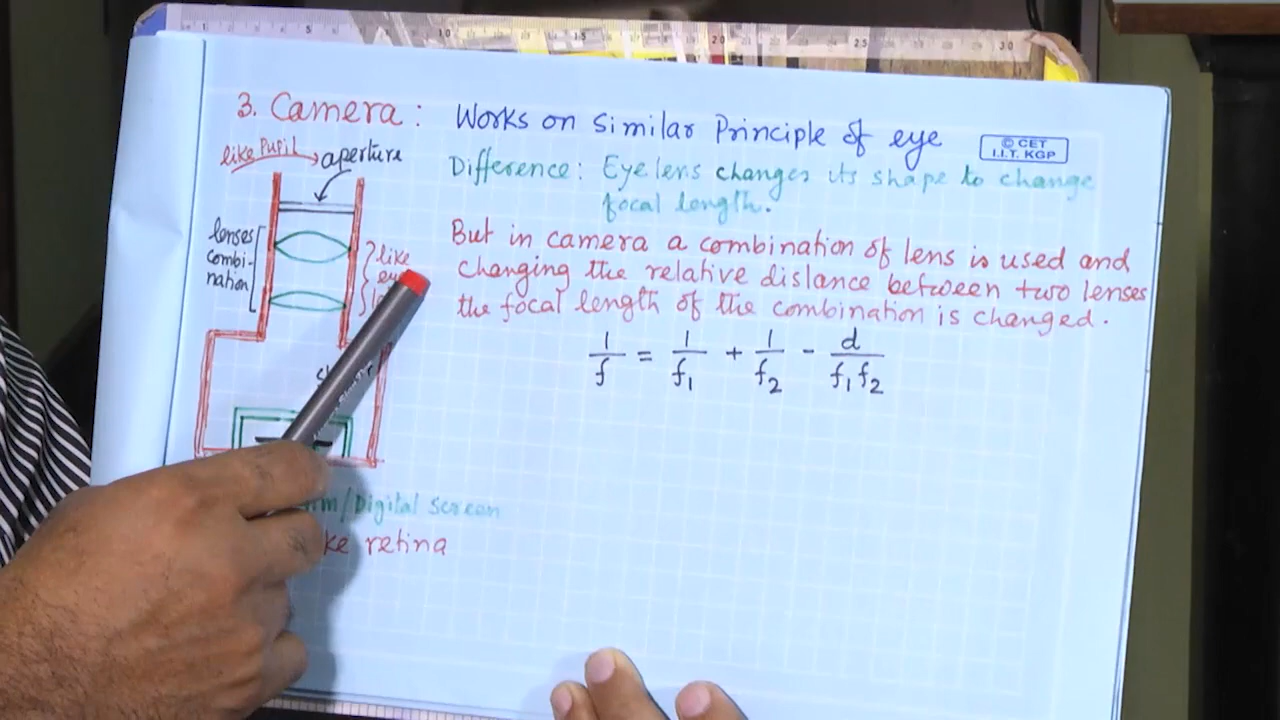 3. Camera : Works on Similar Principle of eye
© CET
I.I.T. KGP
like Pupil aperture
Difference: Eye lens changes its shape to change
focal length.
lenses
combi-
nation
like
But in camera a combination of lens is used and
changing the relative distance between two lenses
the focal length of the combination is changed.
1/f = 1/f1 + 1/f2 - d/f1f2
/Digital Screen
retina